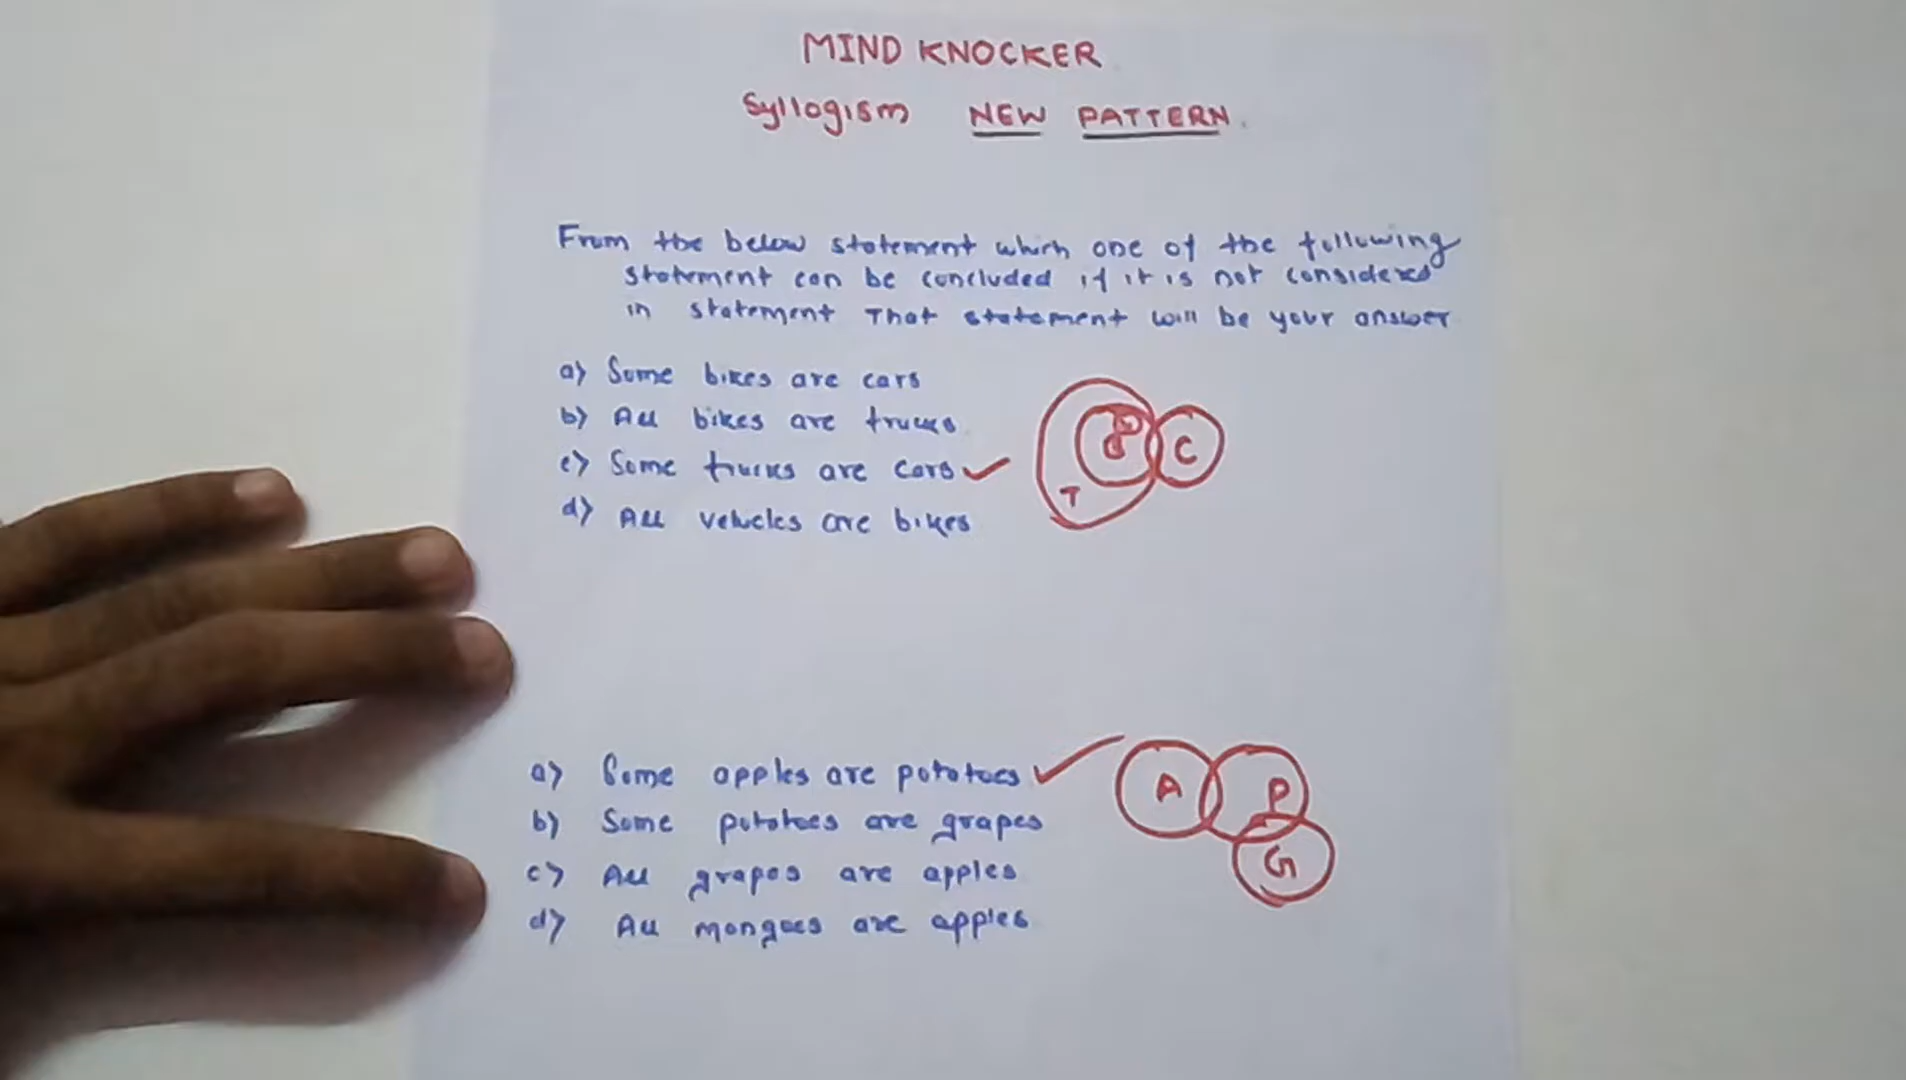 MIND KNOCKER
Syllogism NEW PATTERN.
From the below statement which one of the following
statement can be concluded if it is not considered
in statement That statement will be your answer
a) Some bikes are cars
b) All bikes are trucks
c) Some trucks are cars ✓
T B C
d) All vehicles are bikes
a) Some apples are potatoes ✓
A P
b) Some potatoes are grapes
c) All grapes are apples
G
d) All mangoes are apples